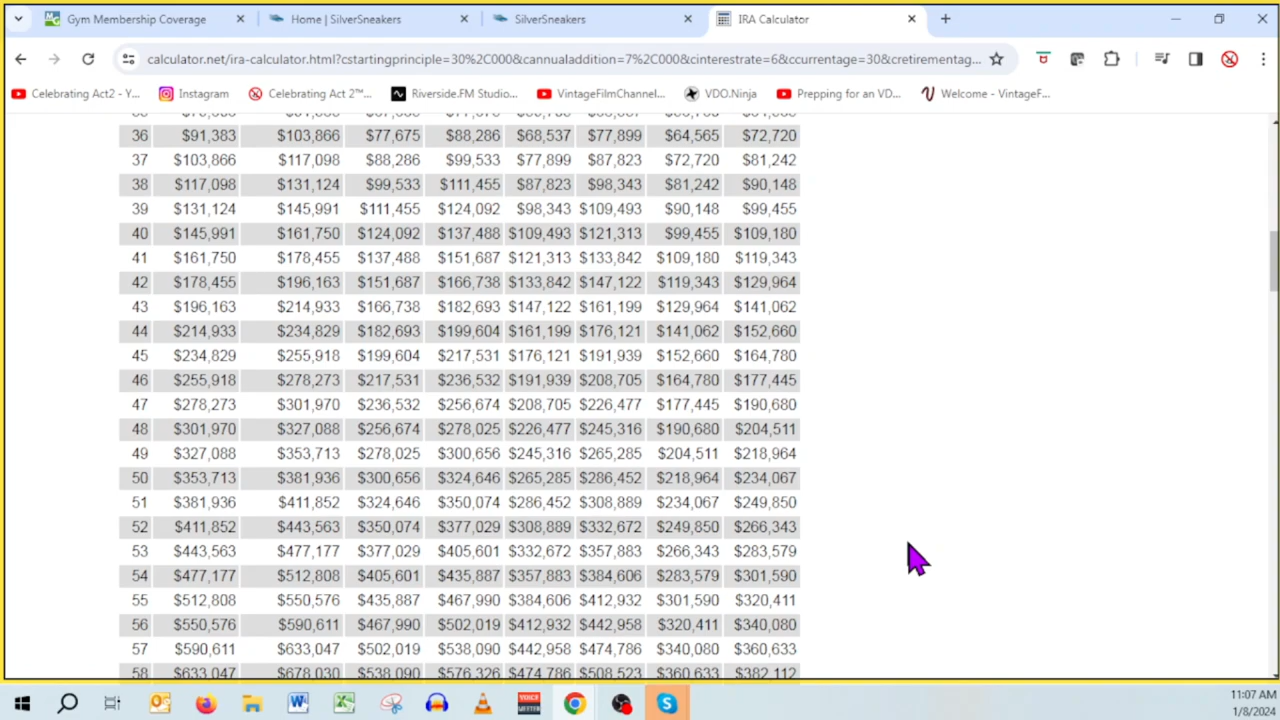 Gym Membership Coverage
Home | SilverSneakers
SilverSneakers
IRA Calculator
calculator.net/ira-calculator.html?cstartingprinciple=30%2C000&cannualaddition=7%2C000&cinterestrate=6&ccurrentage=30&cretirementag...
Celebrating Act2 - Y...
Instagram
Celebrating Act 2™...
Riverside.FM Studio...
VintageFilmChannel...
VDO.Ninja
Prepping for an VD...
Welcome - VintageF...
36 $91,383 $103,866 $77,675 $88,286 $68,537 $77,899 $64,565 $72,720
37 $103,866 $117,098 $88,286 $99,533 $77,899 $87,823 $72,720 $81,242
38 $117,098 $131,124 $99,533 $111,455 $87,823 $98,343 $81,242 $90,148
39 $131,124 $145,991 $111,455 $124,092 $98,343 $109,493 $90,148 $99,455
40 $145,991 $161,750 $124,092 $137,488 $109,493 $121,313 $99,455 $109,180
41 $161,750 $178,455 $137,488 $151,687 $121,313 $133,842 $109,180 $119,343
42 $178,455 $196,163 $151,687 $166,738 $133,842 $147,122 $119,343 $129,964
43 $196,163 $214,933 $166,738 $182,693 $147,122 $161,199 $129,964 $141,062
44 $214,933 $234,829 $182,693 $199,604 $161,199 $176,121 $141,062 $152,660
45 $234,829 $255,918 $199,604 $217,531 $176,121 $191,939 $152,660 $164,780
46 $255,918 $278,273 $217,531 $236,532 $191,939 $208,705 $164,780 $177,445
47 $278,273 $301,970 $236,532 $256,674 $208,705 $226,477 $177,445 $190,680
48 $301,970 $327,088 $256,674 $278,025 $226,477 $245,316 $190,680 $204,511
49 $327,088 $353,713 $278,025 $300,656 $245,316 $265,285 $204,511 $218,964
50 $353,713 $381,936 $300,656 $324,646 $265,285 $286,452 $218,964 $234,067
51 $381,936 $411,852 $324,646 $350,074 $286,452 $308,889 $234,067 $249,850
52 $411,852 $443,563 $350,074 $377,029 $308,889 $332,672 $249,850 $266,343
53 $443,563 $477,177 $377,029 $405,601 $332,672 $357,883 $266,343 $283,579
54 $477,177 $512,808 $405,601 $435,887 $357,883 $384,606 $283,579 $301,590
55 $512,808 $550,576 $435,887 $467,990 $384,606 $412,932 $301,590 $320,411
56 $550,576 $590,611 $467,990 $502,019 $412,932 $442,958 $320,411 $340,080
57 $590,611 $633,047 $502,019 $538,090 $442,958 $474,786 $340,080 $360,633
58 $633,047 $678,030 $538,090 $576,326 $474,786 $508,523 $360,633 $382,112
11:07 AM
1/8/2024